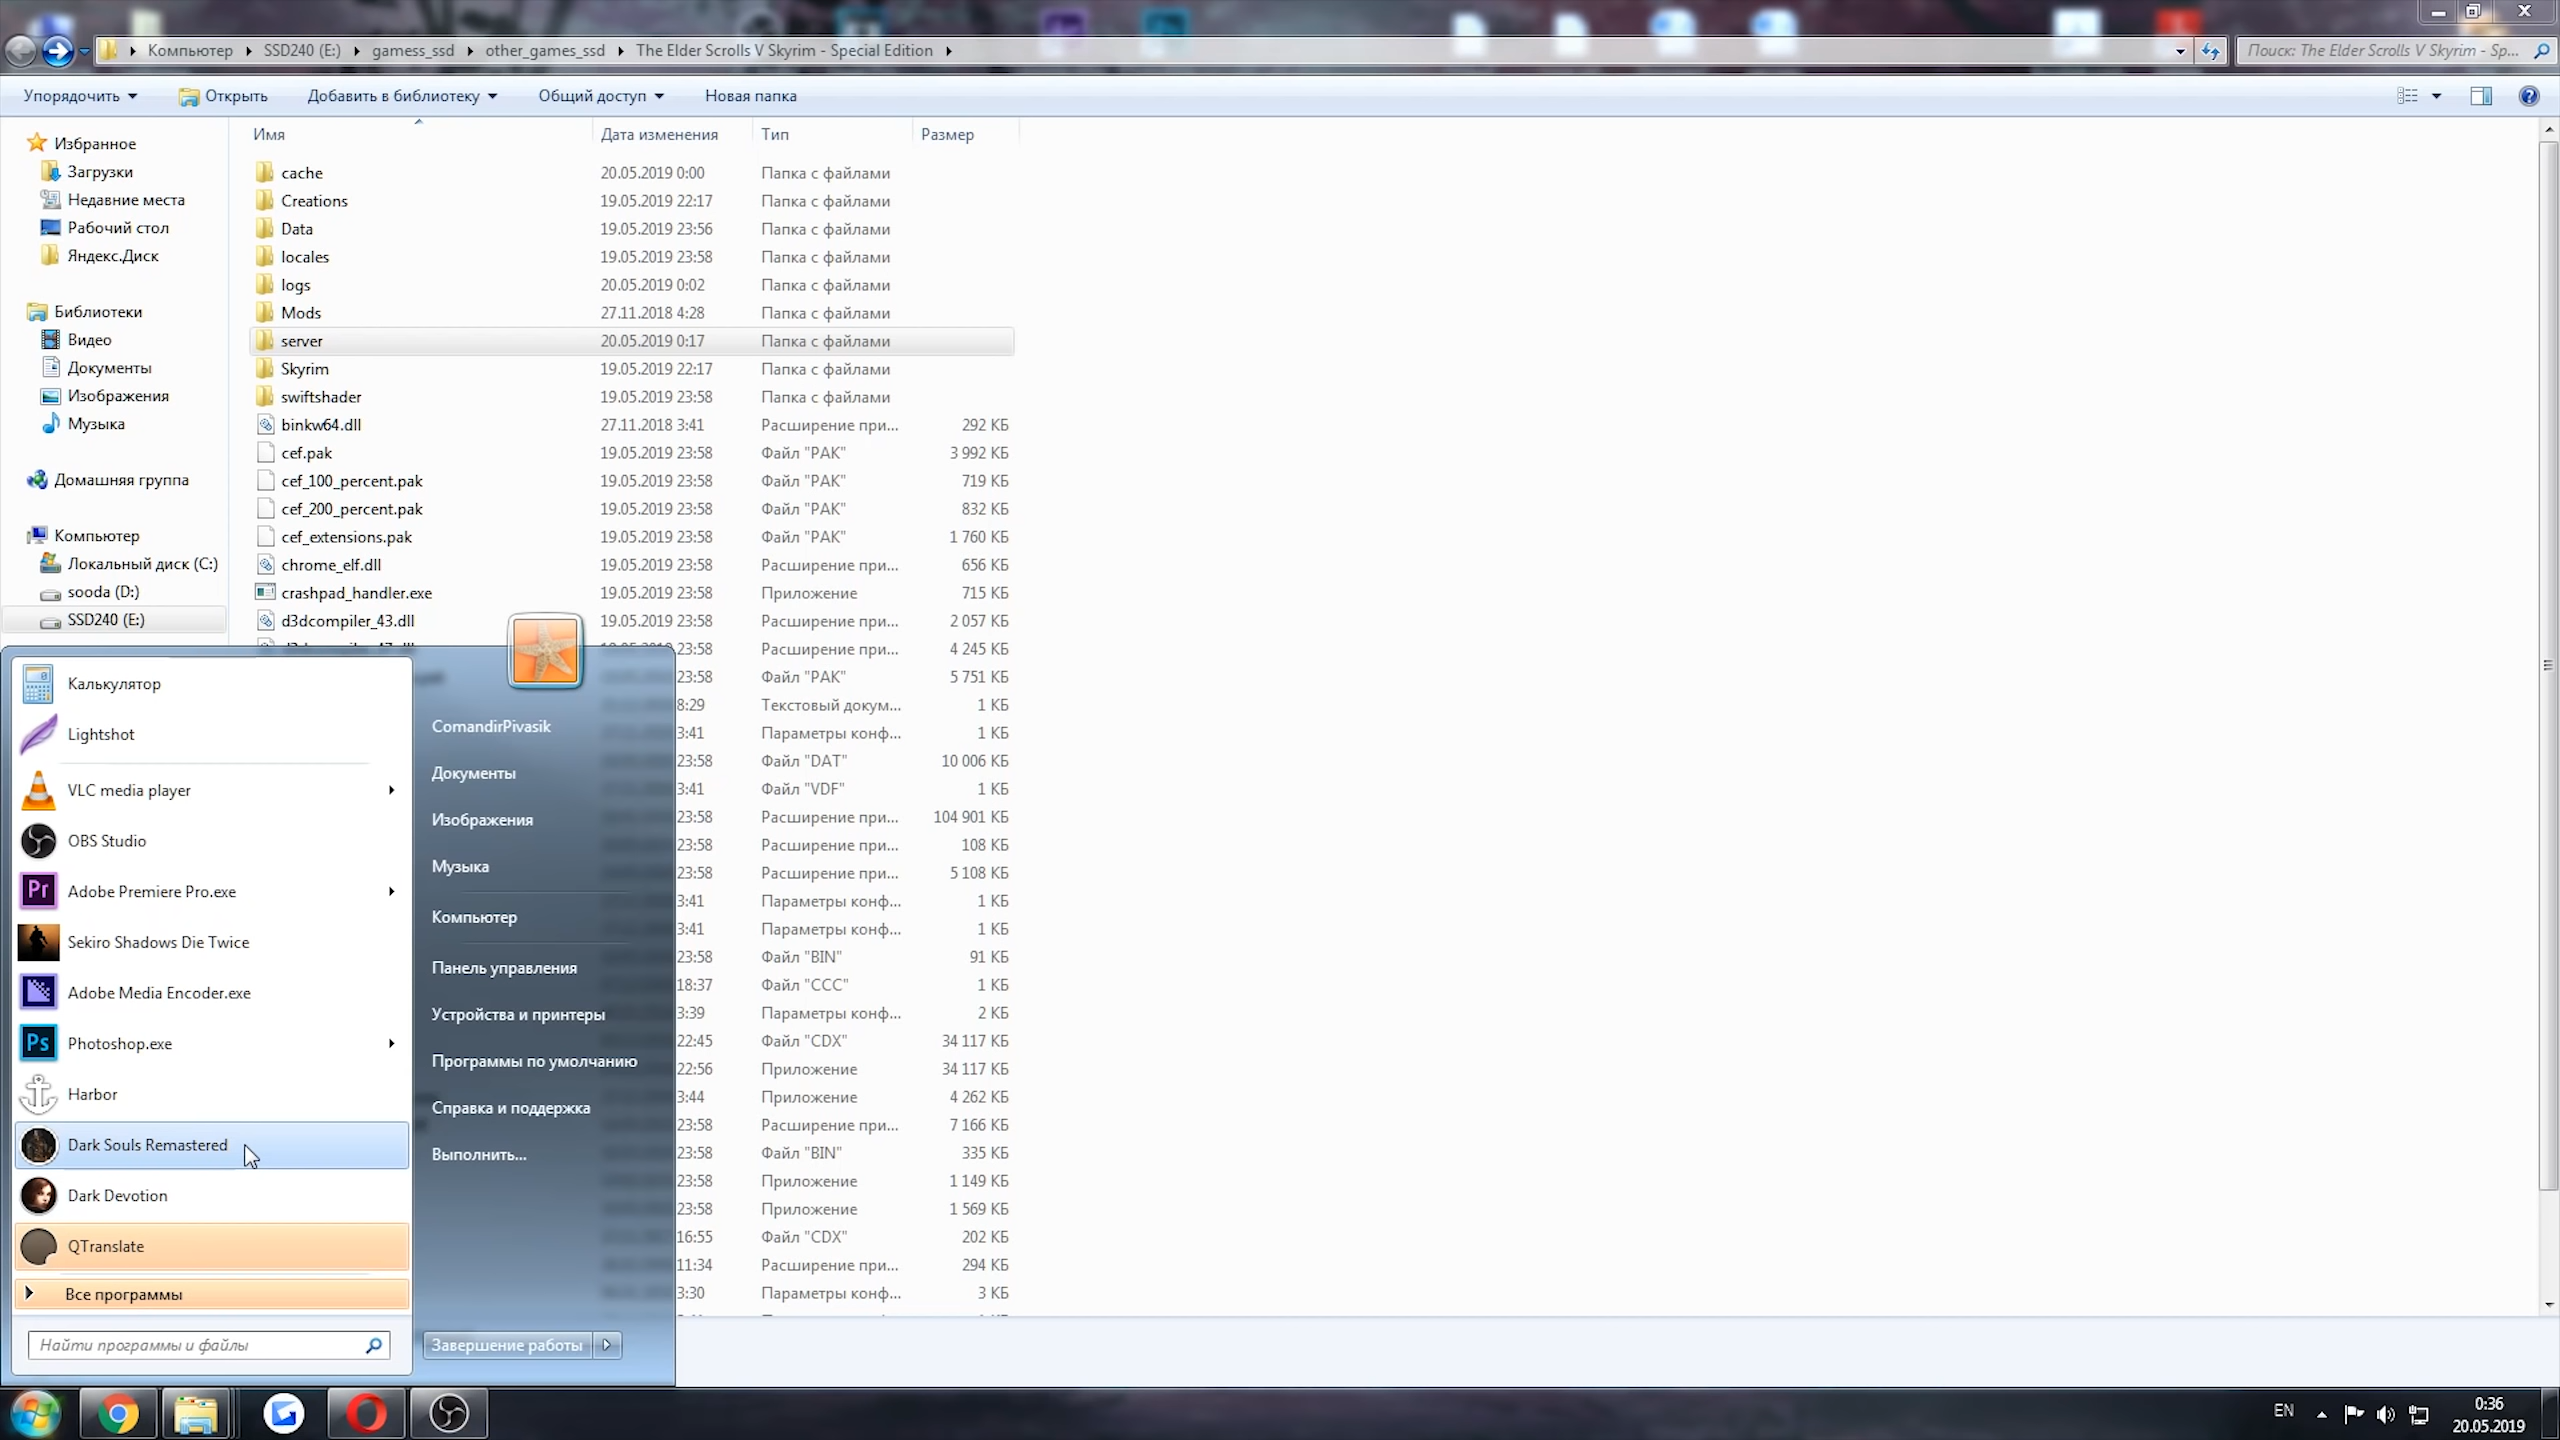 Компьютер SSD240 (E:) gamess_ssd other_games_ssd The Elder Scrolls V Skyrim - Special Edition
Поиск: The Elder Scrolls V Skyrim - Sp...
Упорядочить Открыть Добавить в библиотеку Общий доступ Новая папка
Избранное
Загрузки
Недавние места
Рабочий стол
Яндекс.Диск
Библиотеки
Видео
Документы
Изображения
Музыка
Домашняя группа
Компьютер
Локальный диск (C:)
sooda (D:)
SSD240 (E:)
Имя Дата изменения Тип Размер
cache 20.05.2019 0:00 Папка с файлами
Creations 19.05.2019 22:17 Папка с файлами
Data 19.05.2019 23:56 Папка с файлами
locales 19.05.2019 23:58 Папка с файлами
logs 20.05.2019 0:02 Папка с файлами
Mods 27.11.2018 4:28 Папка с файлами
server 20.05.2019 0:17 Папка с файлами
Skyrim 19.05.2019 22:17 Папка с файлами
swiftshader 19.05.2019 23:58 Папка с файлами
binkw64.dll 27.11.2018 3:41 Расширение при... 292 КБ
cef.pak 19.05.2019 23:58 Файл "PAK" 3 992 КБ
cef_100_percent.pak 19.05.2019 23:58 Файл "PAK" 719 КБ
cef_200_percent.pak 19.05.2019 23:58 Файл "PAK" 832 КБ
cef_extensions.pak 19.05.2019 23:58 Файл "PAK" 1 760 КБ
chrome_elf.dll 19.05.2019 23:58 Расширение при... 656 КБ
crashpad_handler.exe 19.05.2019 23:58 Приложение 715 КБ
d3dcompiler_43.dll 19.05.2019 23:58 Расширение при... 2 057 КБ
23:58 Расширение при... 4 245 КБ
23:58 Файл "PAK" 5 751 КБ
8:29 Текстовый докум... 1 КБ
3:41 Параметры конф... 1 КБ
23:58 Файл "DAT" 10 006 КБ
3:41 Файл "VDF" 1 КБ
23:58 Расширение при... 104 901 КБ
23:58 Расширение при... 108 КБ
23:58 Расширение при... 5 108 КБ
3:41 Параметры конф... 1 КБ
3:41 Параметры конф... 1 КБ
23:58 Файл "BIN" 91 КБ
18:37 Файл "CCC" 1 КБ
3:39 Параметры конф... 2 КБ
22:45 Файл "CDX" 34 117 КБ
22:56 Приложение 34 117 КБ
3:44 Приложение 4 262 КБ
23:58 Расширение при... 7 166 КБ
23:58 Файл "BIN" 335 КБ
23:58 Приложение 1 149 КБ
23:58 Приложение 1 569 КБ
16:55 Файл "CDX" 202 КБ
11:34 Расширение при... 294 КБ
3:30 Параметры конф... 3 КБ
Калькулятор
Lightshot
VLC media player
OBS Studio
Pr Adobe Premiere Pro.exe
Sekiro Shadows Die Twice
Adobe Media Encoder.exe
Ps Photoshop.exe
Harbor
Dark Souls Remastered
Dark Devotion
QTranslate
Все программы
Найти программы и файлы
ComandirPivasik
Документы
Изображения
Музыка
Компьютер
Панель управления
Устройства и принтеры
Программы по умолчанию
Справка и поддержка
Выполнить...
Завершение работы
EN
0:36
20.05.2019